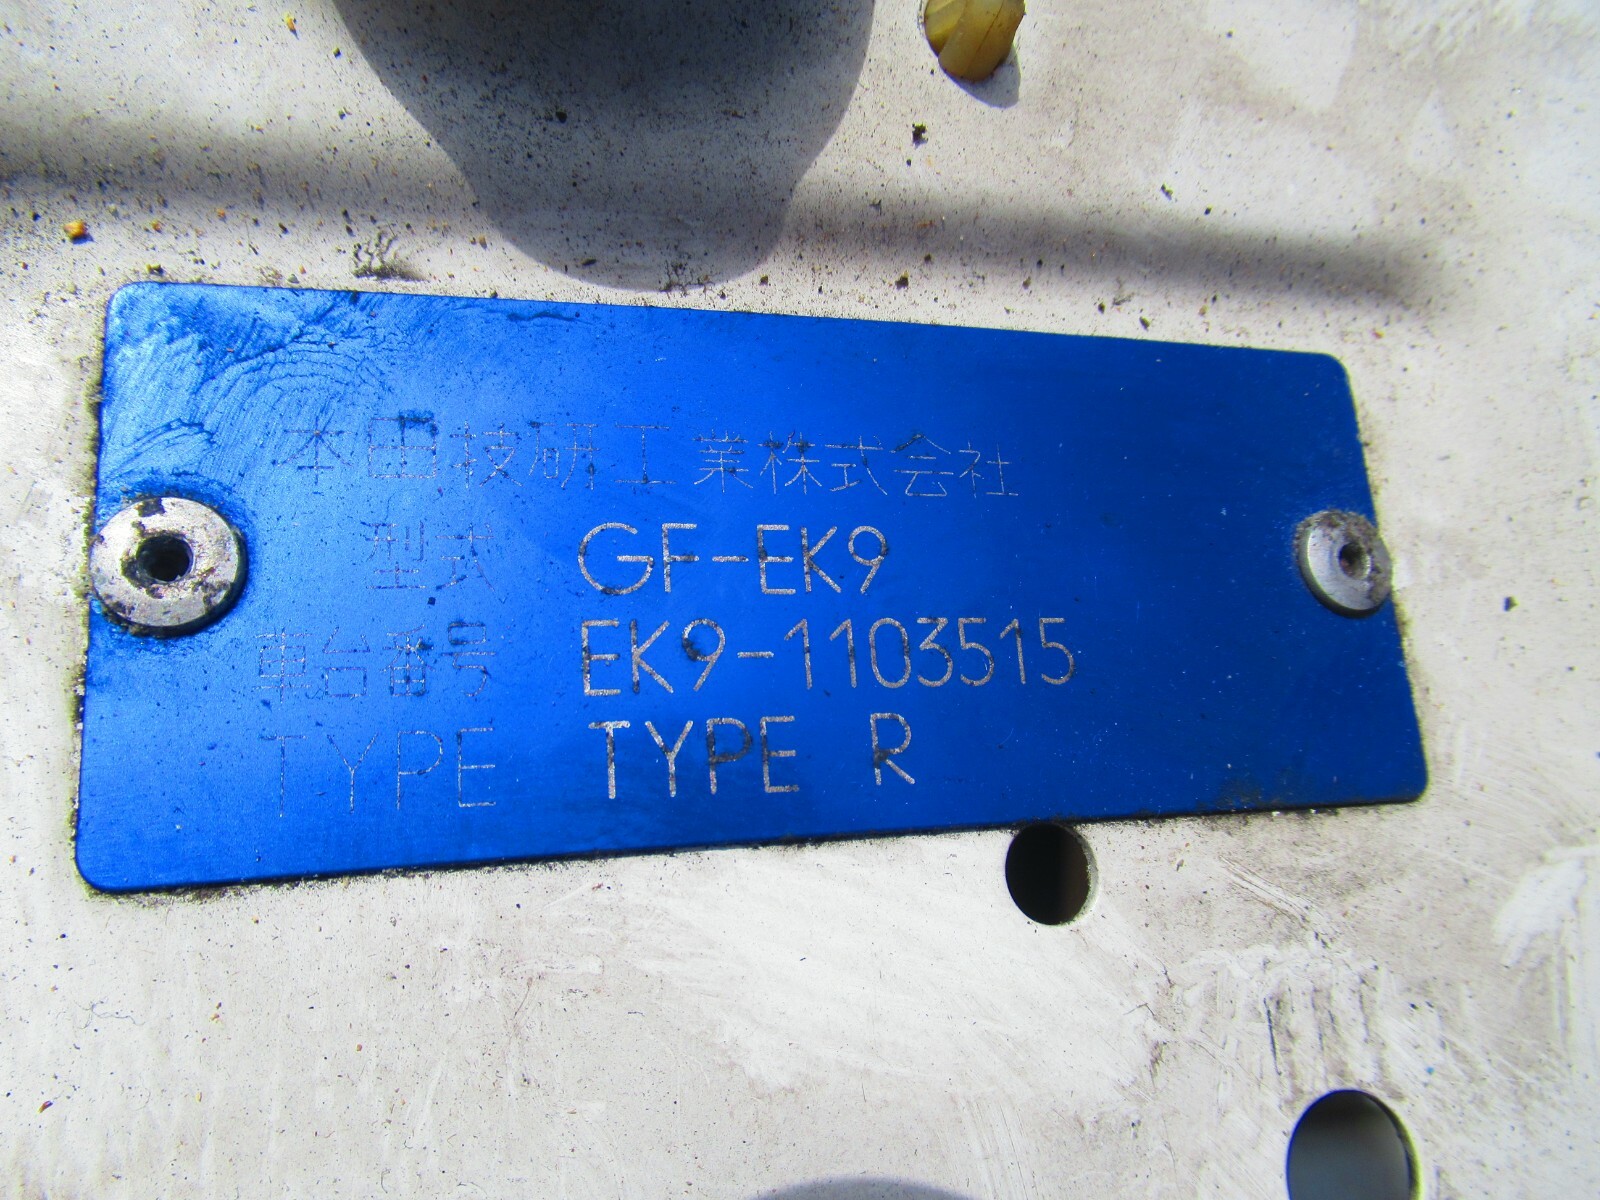 本田技研工業株式会社
型式 GF-EK9
車台番号 EK9-1103515
TYPE TYPE R